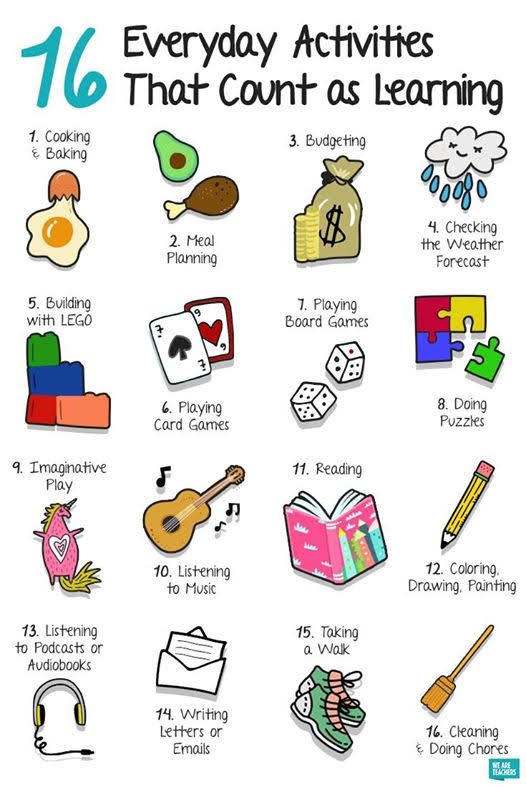 16 Everyday Activities
That Count as Learning
1. Cooking
& Baking
2. Meal
Planning
3. Budgeting
$
4. Checking
the Weather
Forecast
5. Building
with LEGO
7
7
6
6
6. Playing
Card Games
7. Playing
Board Games
8. Doing
Puzzles
9. Imaginative
Play
10. Listening
to Music
11. Reading
12. Coloring,
Drawing, Painting
13. Listening
to Podcasts or
Audiobooks
14. Writing
Letters or
Emails
15. Taking
a Walk
16. Cleaning
& Doing Chores
WE ARE
TEACHERS